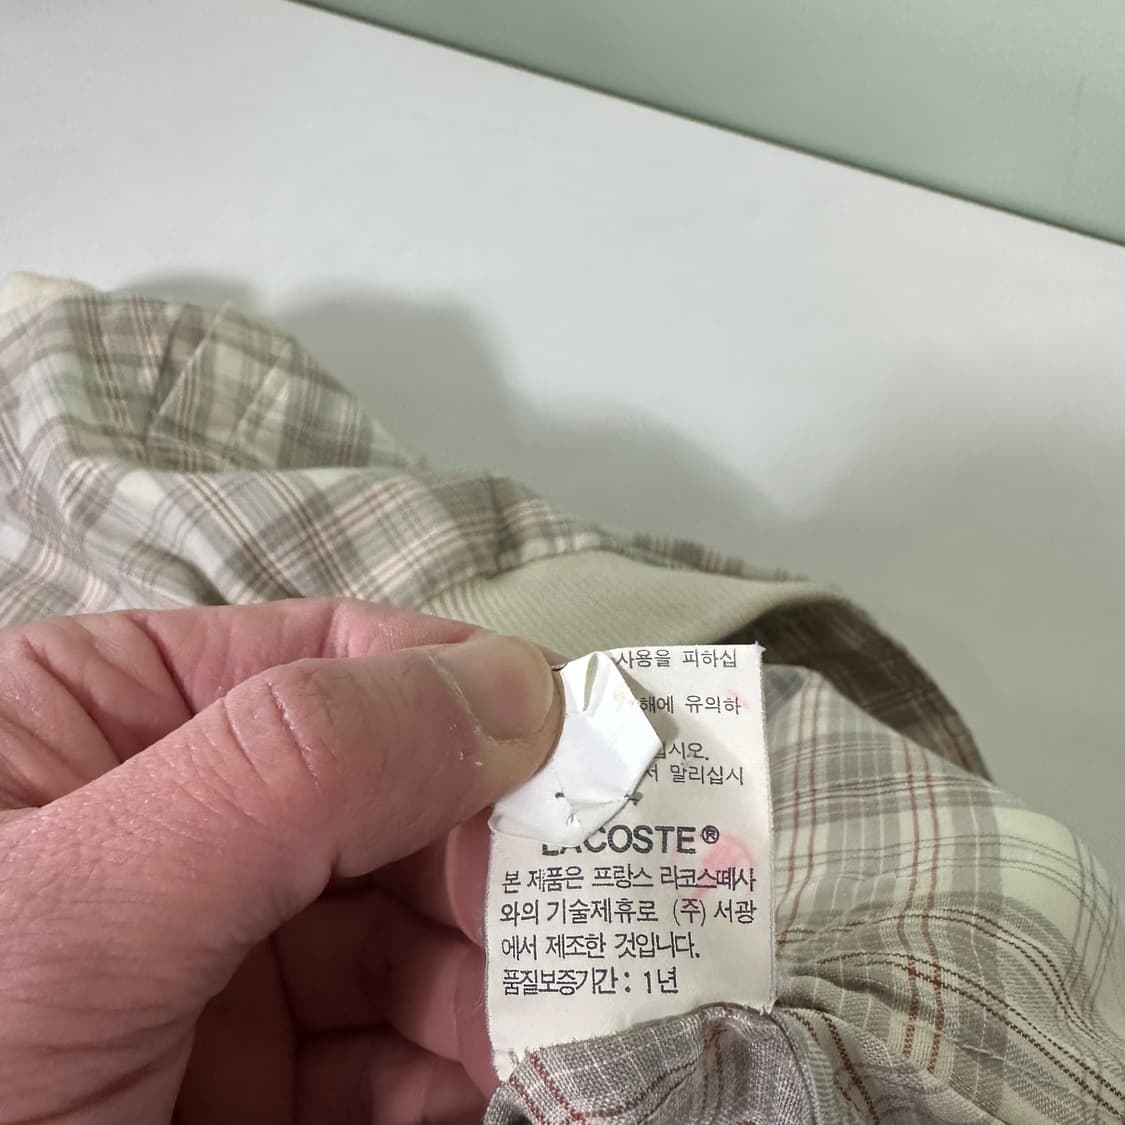 사용을 피하십
해에 유의하
십시오.
서 말리십시
LACOSTE®
본 제품은 프랑스 라코스떼사
와의 기술제휴로 (주) 서광
에서 제조한 것입니다.
품질보증기간 : 1년